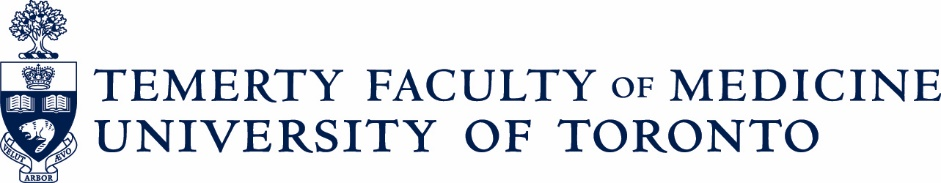 TEMERTY FACULTY OF MEDICINE
UNIVERSITY OF TORONTO
VELUT ARBOR ÆVO